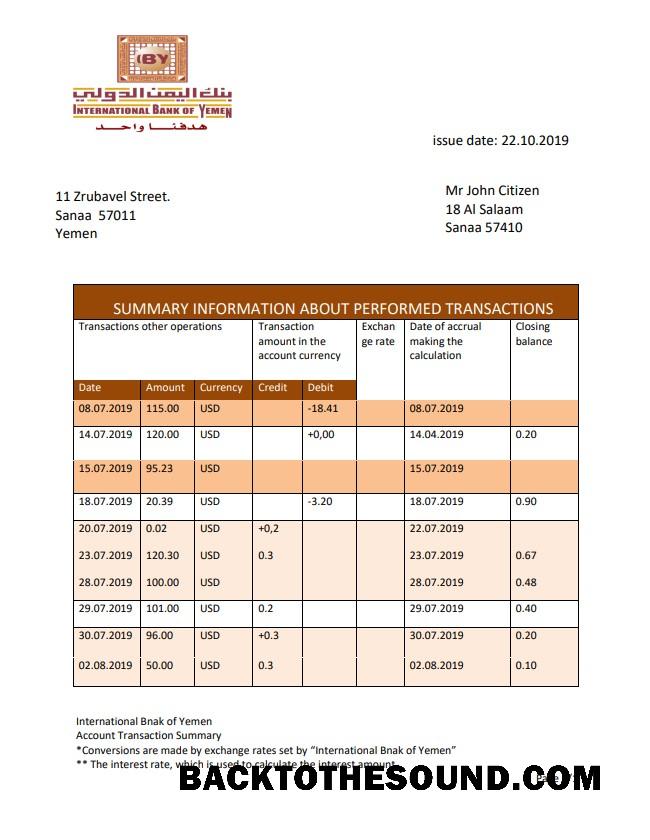 IBY
بنك اليمن الدولي
INTERNATIONAL BANK OF YEMEN
هدفنا واحد
issue date: 22.10.2019
11 Zrubavel Street.
Sanaa 57011
Yemen
Mr John Citizen
18 Al Salaam
Sanaa 57410
SUMMARY INFORMATION ABOUT PERFORMED TRANSACTIONS
Transactions other operations Transaction amount in the account currency Exchan ge rate Date of accrual making the calculation Closing balance
Date Amount Currency Credit Debit
08.07.2019 115.00 USD -18.41 08.07.2019
14.07.2019 120.00 USD +0,00 14.04.2019 0.20
15.07.2019 95.23 USD 15.07.2019
18.07.2019 20.39 USD -3.20 18.07.2019 0.90
20.07.2019 0.02 USD +0,2 22.07.2019
23.07.2019 120.30 USD 0.3 23.07.2019 0.67
28.07.2019 100.00 USD 28.07.2019 0.48
29.07.2019 101.00 USD 0.2 29.07.2019 0.40
30.07.2019 96.00 USD +0.3 30.07.2019 0.20
02.08.2019 50.00 USD 0.3 02.08.2019 0.10
International Bnak of Yemen
Account Transaction Summary
*Conversions are made by exchange rates set by “International Bnak of Yemen”
** The interest rate, which is used to calculate the interest amount
BACKTOTHESOUND.COM